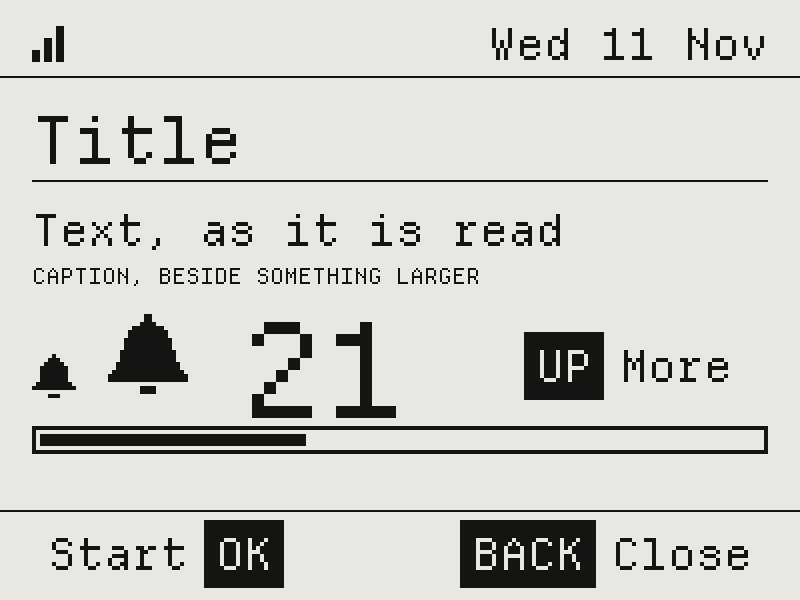 Wed 11 Nov
Title
Text, as it is read
CAPTION, BESIDE SOMETHING LARGER
21 UP More
Start OK BACK Close